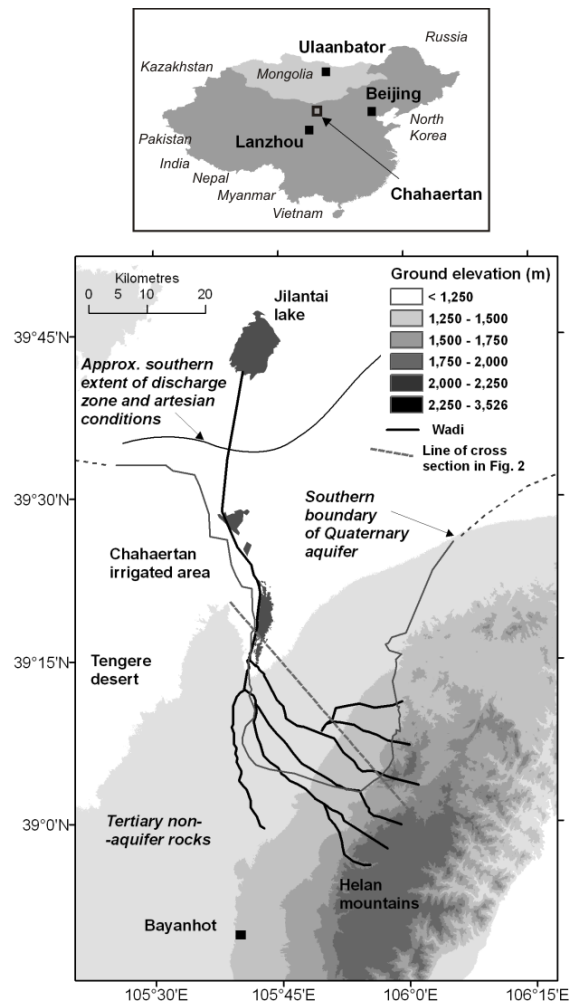 Ulaanbator
Russia
Kazakhstan
Mongolia
Beijing
North
Korea
Lanzhou
Pakistan
India
Nepal
Myanmar
Vietnam
Chahaertan
Kilometres
0 5 10 20
Jilantai
lake
Ground elevation (m)
< 1,250
1,250 - 1,500
1,500 - 1,750
1,750 - 2,000
2,000 - 2,250
2,250 - 3,526
Wadi
Line of cross
section in Fig. 2
39°45'N
Approx. southern
extent of discharge
zone and artesian
conditions
39°30'N
Southern
boundary
of Quaternary
aquifer
Chahaertan
irrigated area
39°15'N
Tengere
desert
39°0'N
Tertiary non-
-aquifer rocks
Helan
mountains
Bayanhot
105°30'E 105°45'E 106°0'E 106°15'E